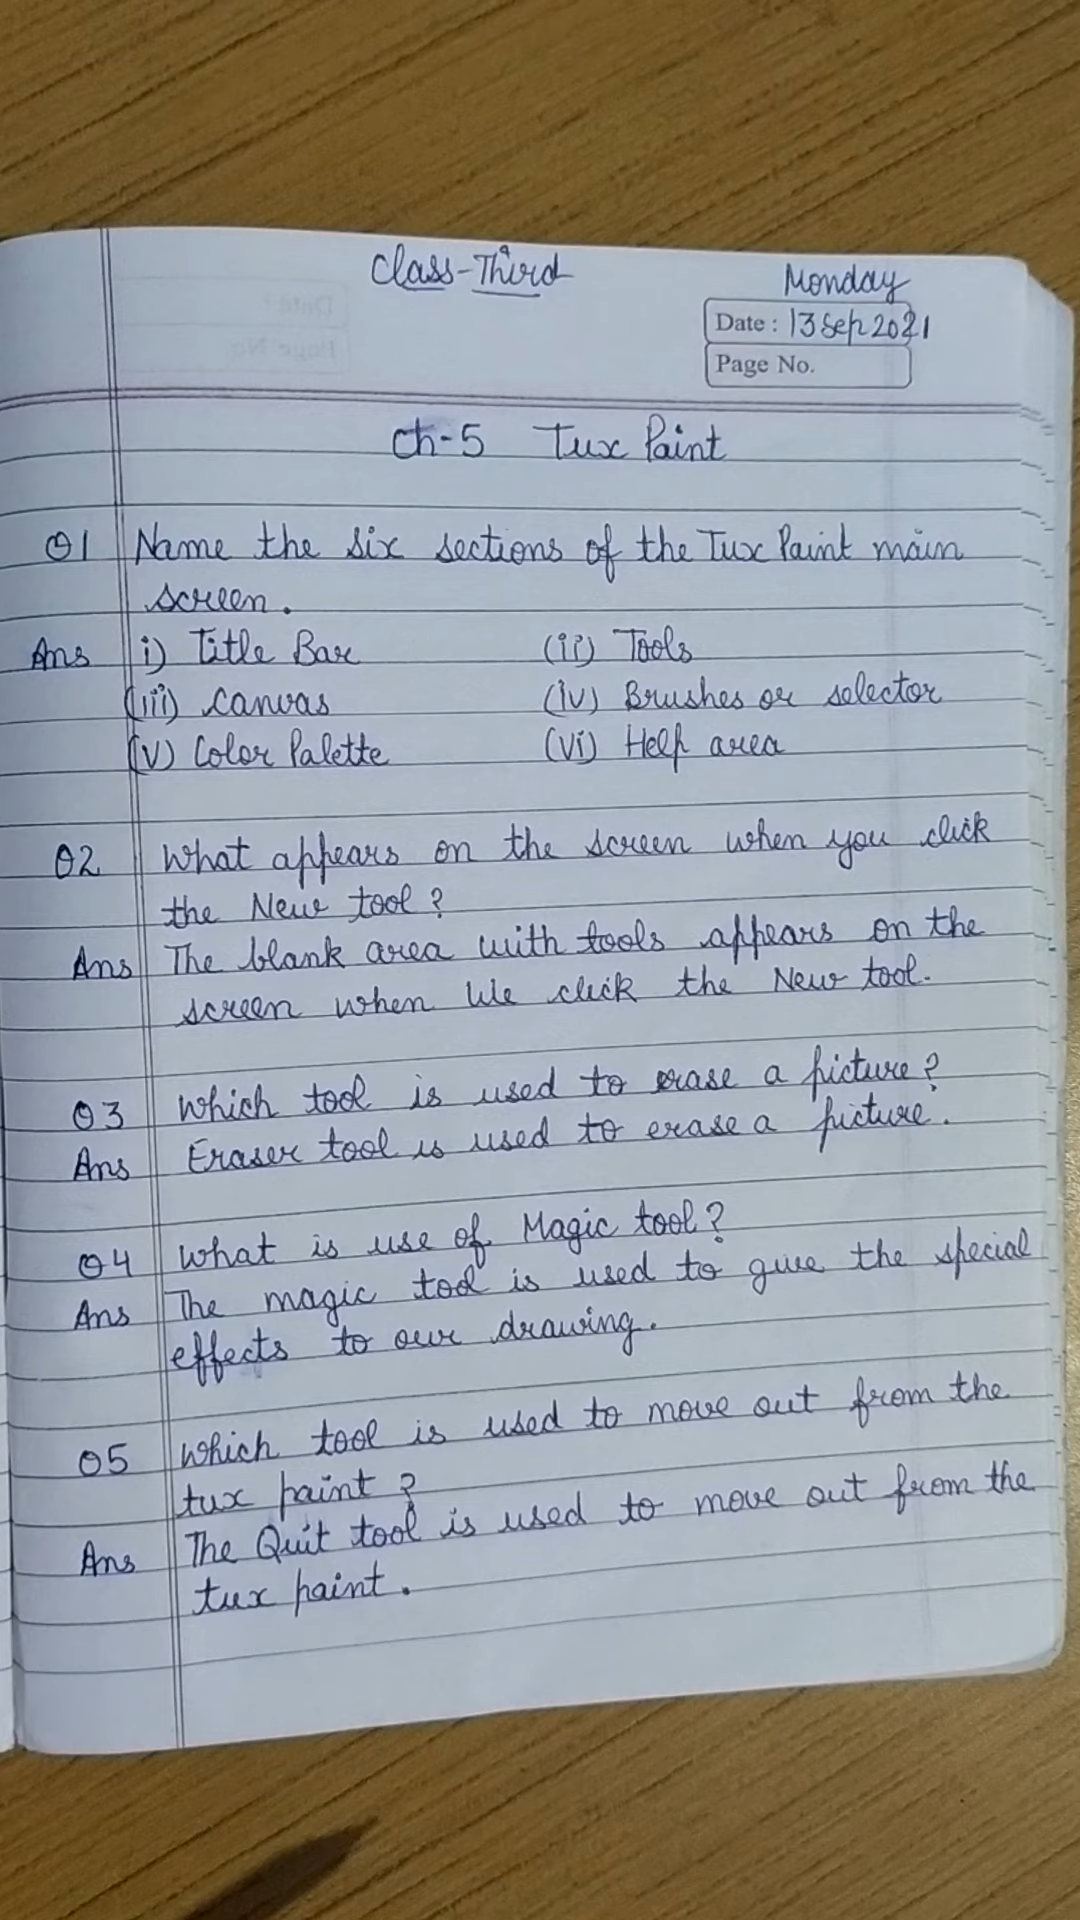 Class-Third
Monday
Date : 13 Sep 2021
Page No.
Ch-5 Tux Paint
Q1 Name the six sections of the Tux Paint main
screen.
Ans i) Title Bar (ii) Tools
(iii) Canvas (iv) Brushes or selector
(v) Color Palette (vi) Help area
Q2 What appears on the screen when you click
the New tool?
Ans The blank area with tools appears on the
screen when We click the New tool.
Q3 Which tool is used to erase a picture?
Ans Eraser tool is used to erase a picture.
Q4 What is use of Magic tool?
Ans The magic tool is used to give the special
effects to our drawing.
Q5 Which tool is used to move out from the
tux paint?
Ans The Quit tool is used to move out from the
tux paint.